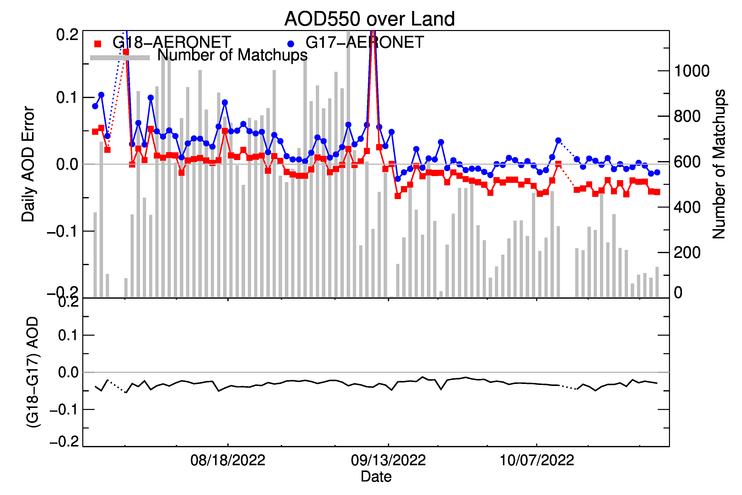 AOD550 over Land
G18-AERONET G17-AERONET
Number of Matchups
Daily AOD Error
0.2
0.1
0.0
-0.1
-0.2
Number of Matchups
1000
800
600
400
200
0
(G18-G17) AOD
0.2
0.1
0.0
-0.1
-0.2
08/18/2022 09/13/2022 10/07/2022
Date